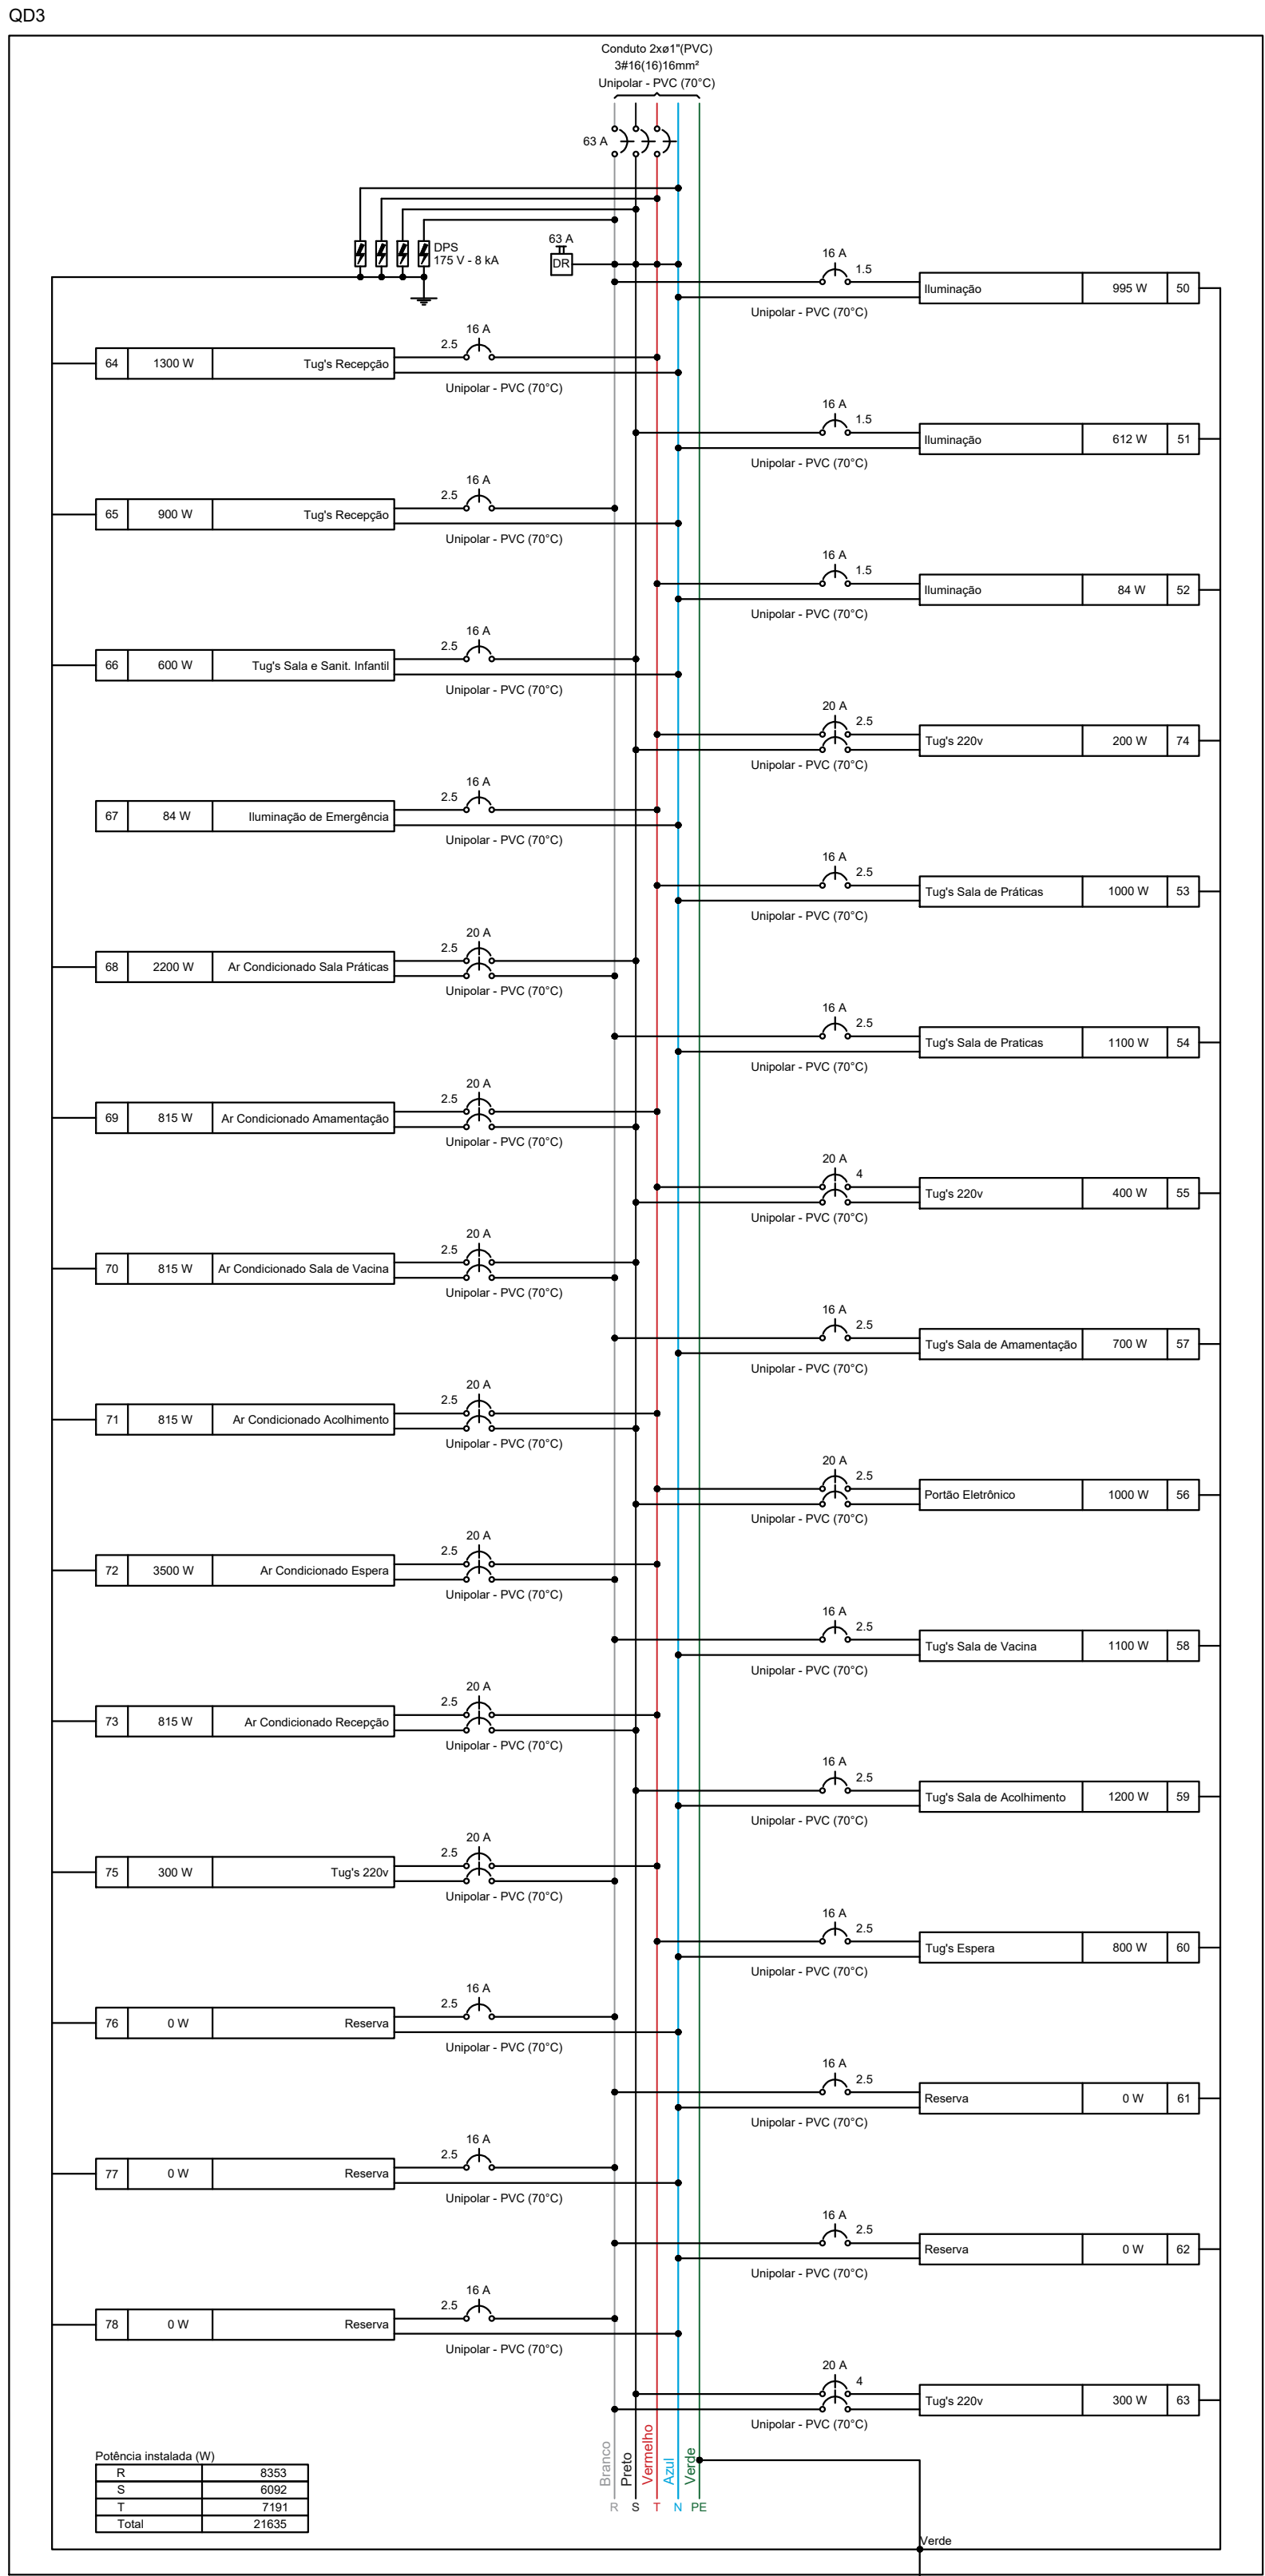 QD3
Conduto 2xø1"(PVC)
3#16(16)16mm²
Unipolar - PVC (70°C)
63 A
DPS
175 V - 8 kA
63 A
DR
16 A
1.5
Iluminação 995 W 50
Unipolar - PVC (70°C)
16 A
2.5
64 1300 W Tug's Recepção
Unipolar - PVC (70°C)
16 A
1.5
Iluminação 612 W 51
Unipolar - PVC (70°C)
16 A
2.5
65 900 W Tug's Recepção
Unipolar - PVC (70°C)
16 A
1.5
Iluminação 84 W 52
Unipolar - PVC (70°C)
16 A
2.5
66 600 W Tug's Sala e Sanit. Infantil
Unipolar - PVC (70°C)
20 A
2.5
Tug's 220v 200 W 74
Unipolar - PVC (70°C)
16 A
2.5
67 84 W Iluminação de Emergência
Unipolar - PVC (70°C)
16 A
2.5
Tug's Sala de Práticas 1000 W 53
Unipolar - PVC (70°C)
20 A
2.5
68 2200 W Ar Condicionado Sala Práticas
Unipolar - PVC (70°C)
16 A
2.5
Tug's Sala de Praticas 1100 W 54
Unipolar - PVC (70°C)
20 A
2.5
69 815 W Ar Condicionado Amamentação
Unipolar - PVC (70°C)
20 A
4
Tug's 220v 400 W 55
Unipolar - PVC (70°C)
20 A
2.5
70 815 W Ar Condicionado Sala de Vacina
Unipolar - PVC (70°C)
16 A
2.5
Tug's Sala de Amamentação 700 W 57
Unipolar - PVC (70°C)
20 A
2.5
71 815 W Ar Condicionado Acolhimento
Unipolar - PVC (70°C)
20 A
2.5
Portão Eletrônico 1000 W 56
Unipolar - PVC (70°C)
20 A
2.5
72 3500 W Ar Condicionado Espera
Unipolar - PVC (70°C)
16 A
2.5
Tug's Sala de Vacina 1100 W 58
Unipolar - PVC (70°C)
20 A
2.5
73 815 W Ar Condicionado Recepção
Unipolar - PVC (70°C)
16 A
2.5
Tug's Sala de Acolhimento 1200 W 59
Unipolar - PVC (70°C)
20 A
2.5
75 300 W Tug's 220v
Unipolar - PVC (70°C)
16 A
2.5
Tug's Espera 800 W 60
Unipolar - PVC (70°C)
16 A
2.5
76 0 W Reserva
Unipolar - PVC (70°C)
16 A
2.5
Reserva 0 W 61
Unipolar - PVC (70°C)
16 A
2.5
77 0 W Reserva
Unipolar - PVC (70°C)
16 A
2.5
Reserva 0 W 62
Unipolar - PVC (70°C)
16 A
2.5
78 0 W Reserva
Unipolar - PVC (70°C)
20 A
4
Tug's 220v 300 W 63
Unipolar - PVC (70°C)
Branco
Preto
Vermelho
Azul
Verde
R S T N PE
Potência instalada (W)
R 8353
S 6092
T 7191
Total 21635
Verde